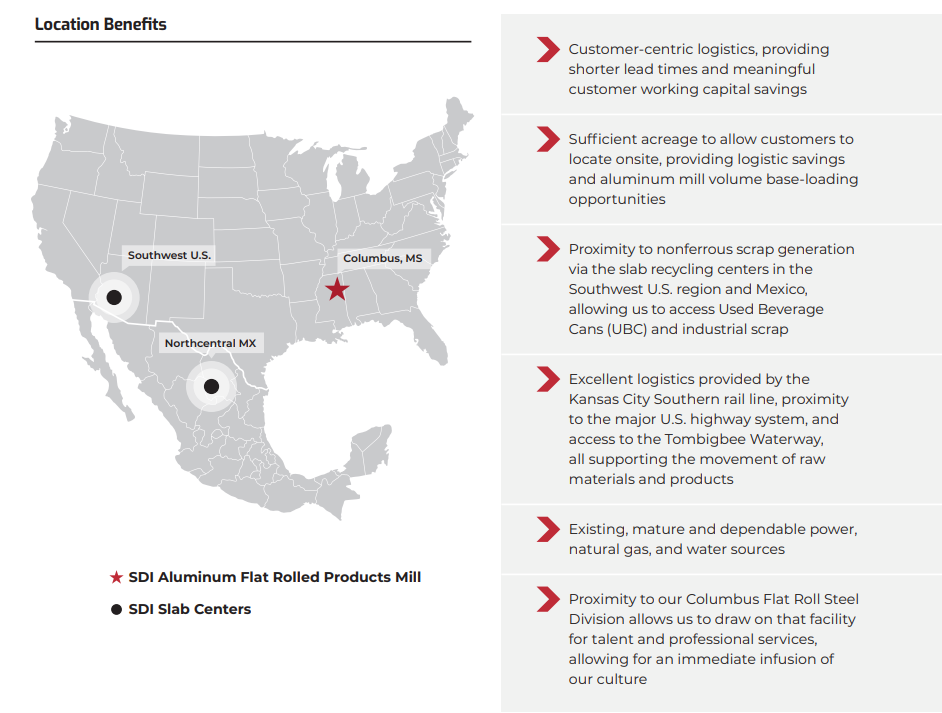 Location Benefits
Southwest U.S.
Columbus, MS
Northcentral MX
SDI Aluminum Flat Rolled Products Mill
SDI Slab Centers
Customer-centric logistics, providing
shorter lead times and meaningful
customer working capital savings
Sufficient acreage to allow customers to
locate onsite, providing logistic savings
and aluminum mill volume base-loading
opportunities
Proximity to nonferrous scrap generation
via the slab recycling centers in the
Southwest U.S. region and Mexico,
allowing us to access Used Beverage
Cans (UBC) and industrial scrap
Excellent logistics provided by the
Kansas City Southern rail line, proximity
to the major U.S. highway system, and
access to the Tombigbee Waterway,
all supporting the movement of raw
materials and products
Existing, mature and dependable power,
natural gas, and water sources
Proximity to our Columbus Flat Roll Steel
Division allows us to draw on that facility
for talent and professional services,
allowing for an immediate infusion of
our culture